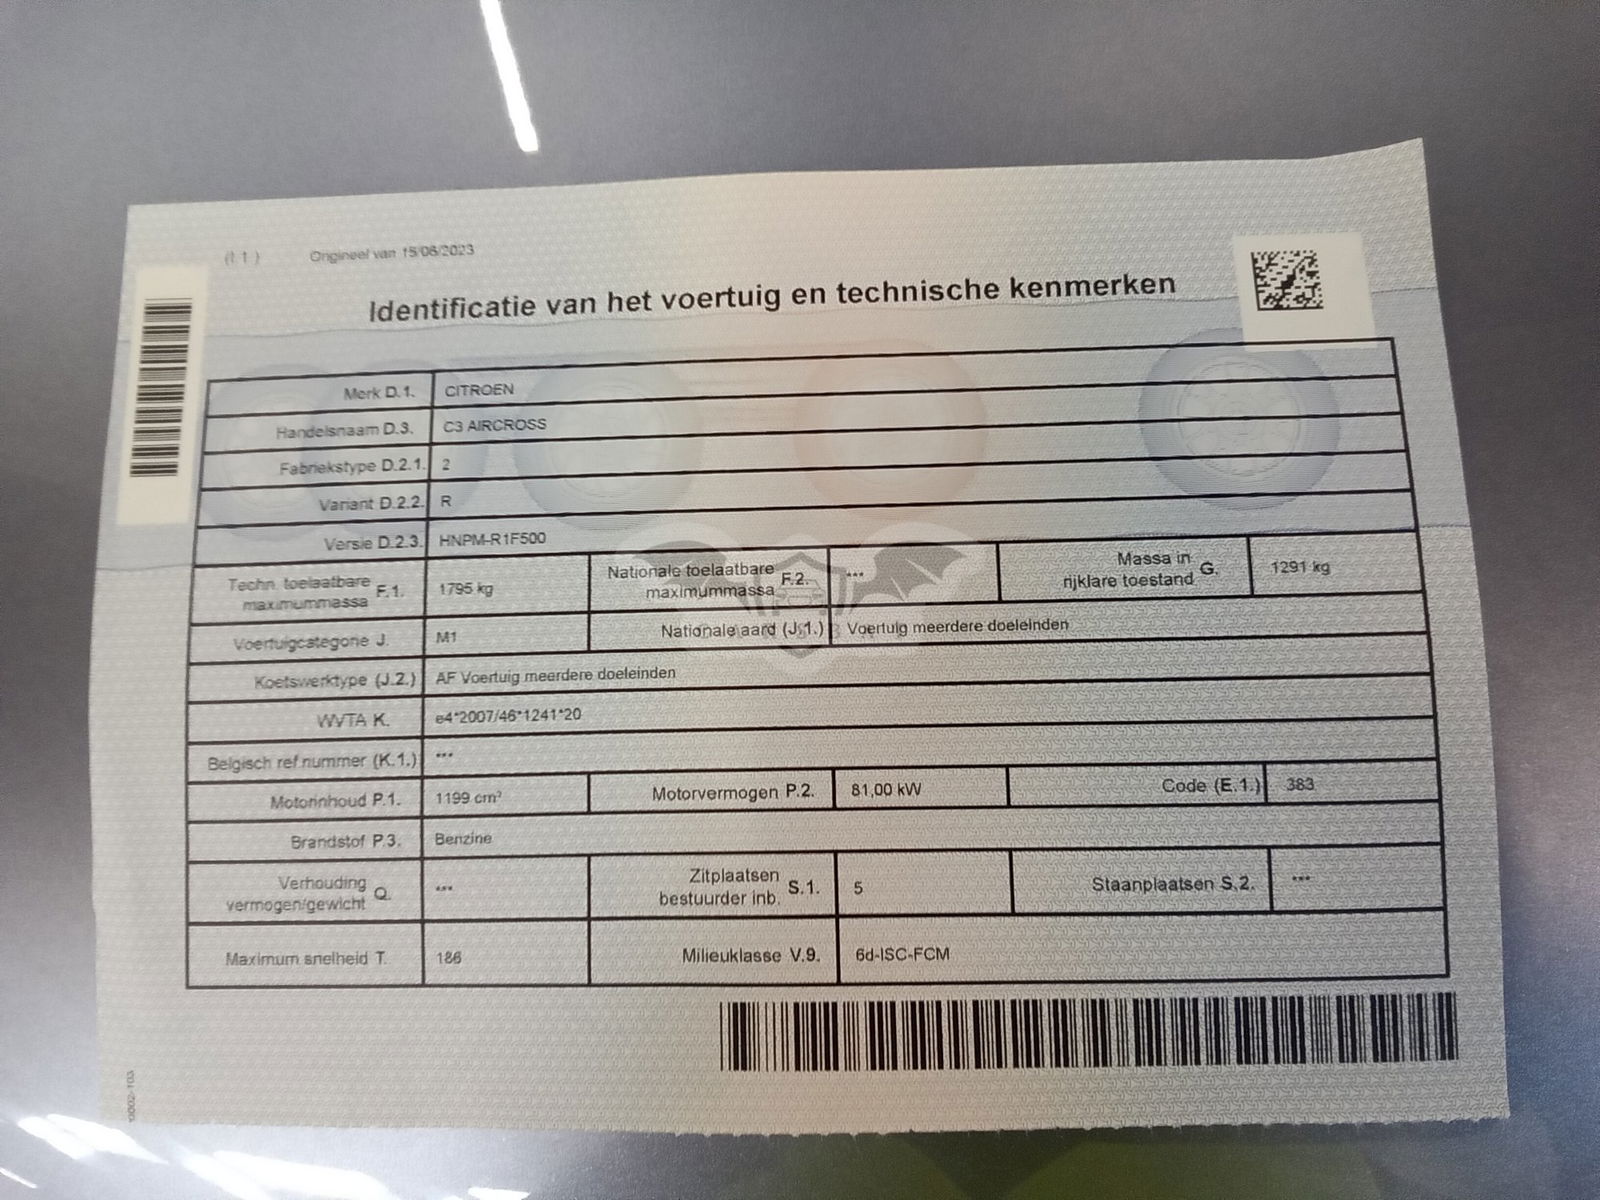 (I.1) Origineel van 15/06/2023
Identificatie van het voertuig en technische kenmerken
Merk D.1. CITROEN
Handelsnaam D.3. C3 AIRCROSS
Fabriekstype D.2.1. 2
Variant D.2.2. R
Versie D.2.3. HNPM-R1F500
Techn. toelaatbare maximummassa F.1. 1795 kg Nationale toelaatbare maximummassa F.2. *** Massa in rijklare toestand G. 1291 kg
Voertuigcategorie J. M1 Nationale aard (J.1.) Voertuig meerdere doeleinden
Koetswerktype (J.2.) AF Voertuig meerdere doeleinden
WVTA K. e4*2007/46*1241*20
Belgisch ref.nummer (K.1.) ***
Motorinhoud P.1. 1199 cm³ Motorvermogen P.2. 81,00 kW Code (E.1.) 383
Brandstof P.3. Benzine
Verhouding vermogen/gewicht Q. *** Zitplaatsen bestuurder inb. S.1. 5 Staanplaatsen S.2. ***
Maximum snelheid T. 186 Milieuklasse V.9. 6d-ISC-FCM